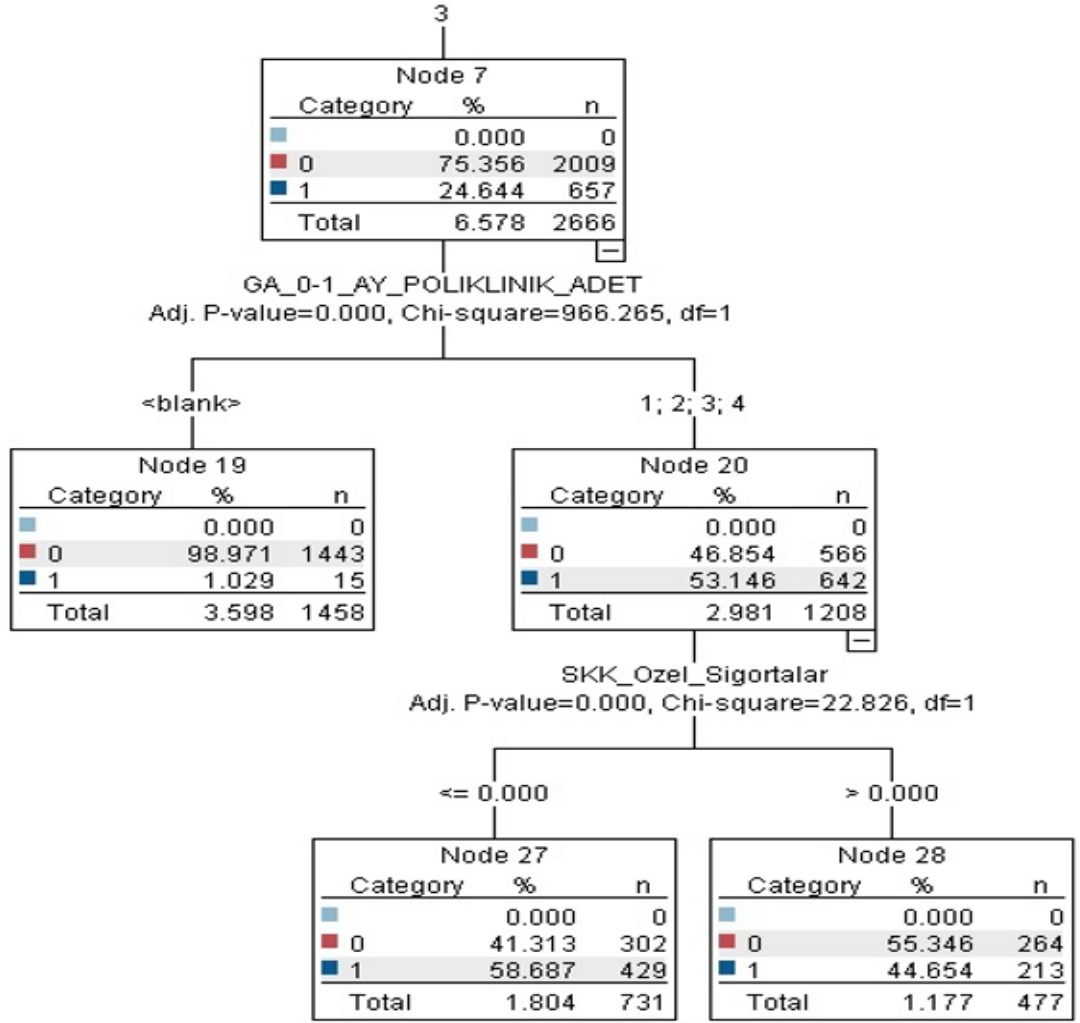 3
Node 7
Category % n
0.000 0
0 75.356 2009
1 24.644 657
Total 6.578 2666
GA_0-1_AY_POLIKLINIK_ADET
Adj. P-value=0.000, Chi-square=966.265, df=1
<blank>
1; 2; 3; 4
Node 19
Category % n
0.000 0
0 98.971 1443
1 1.029 15
Total 3.598 1458
Node 20
Category % n
0.000 0
0 46.854 566
1 53.146 642
Total 2.981 1208
SKK_Ozel_Sigortalar
Adj. P-value=0.000, Chi-square=22.826, df=1
<= 0.000
> 0.000
Node 27
Category % n
0.000 0
0 41.313 302
1 58.687 429
Total 1.804 731
Node 28
Category % n
0.000 0
0 55.346 264
1 44.654 213
Total 1.177 477